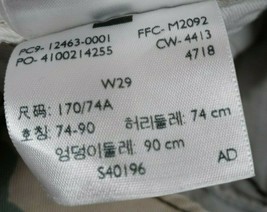 PC9- 12463-0001 FFC- M2092
PO- 4100214255 CW- 4413
4718
W29
尺码: 170/74A
호칭: 74-90 허리둘레: 74 cm
엉덩이둘레: 90 cm
S40196 AD